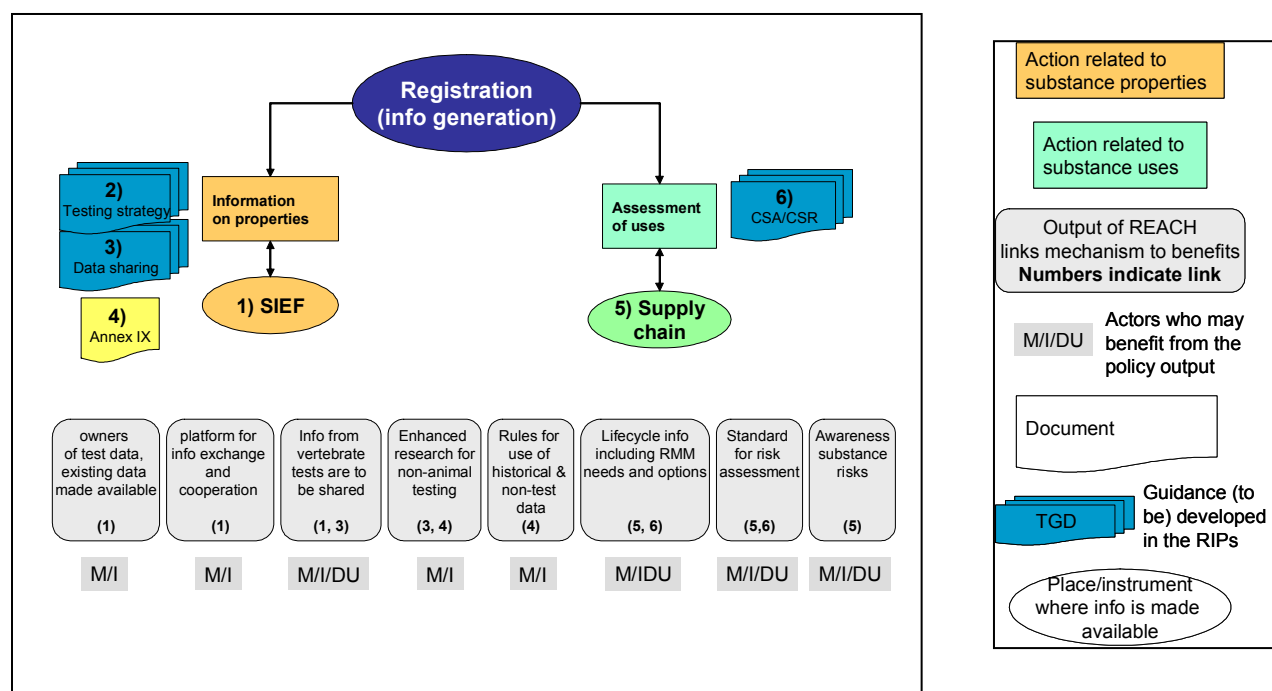 Registration
(info generation)
2)
Testing strategy
3)
Data sharing
4)
Annex IX
Information
on properties
1) SIEF
Assessment
of uses
5) Supply
chain
6)
CSA/CSR
owners
of test data,
existing data
made available
(1)
platform for
info exchange
and
cooperation
(1)
Info from
vertebrate
tests are to
be shared
(1, 3)
Enhanced
research for
non-animal
testing
(3, 4)
Rules for
use of
historical &
non-test
data
(4)
Lifecycle info
including RMM
needs and options
(5, 6)
Standard
for risk
assessment
(5,6)
Awareness
substance
risks
(5)
M/I
M/I
M/I/DU
M/I
M/I
M/IDU
M/I/DU
M/I/DU
Action related to
substance properties
Action related to
substance uses
Output of REACH
links mechanism to benefits
Numbers indicate link
M/I/DU
Actors who may
benefit from the
policy output
Document
TGD
Guidance (to
be) developed
in the RIPs
Place/instrument
where info is made
available